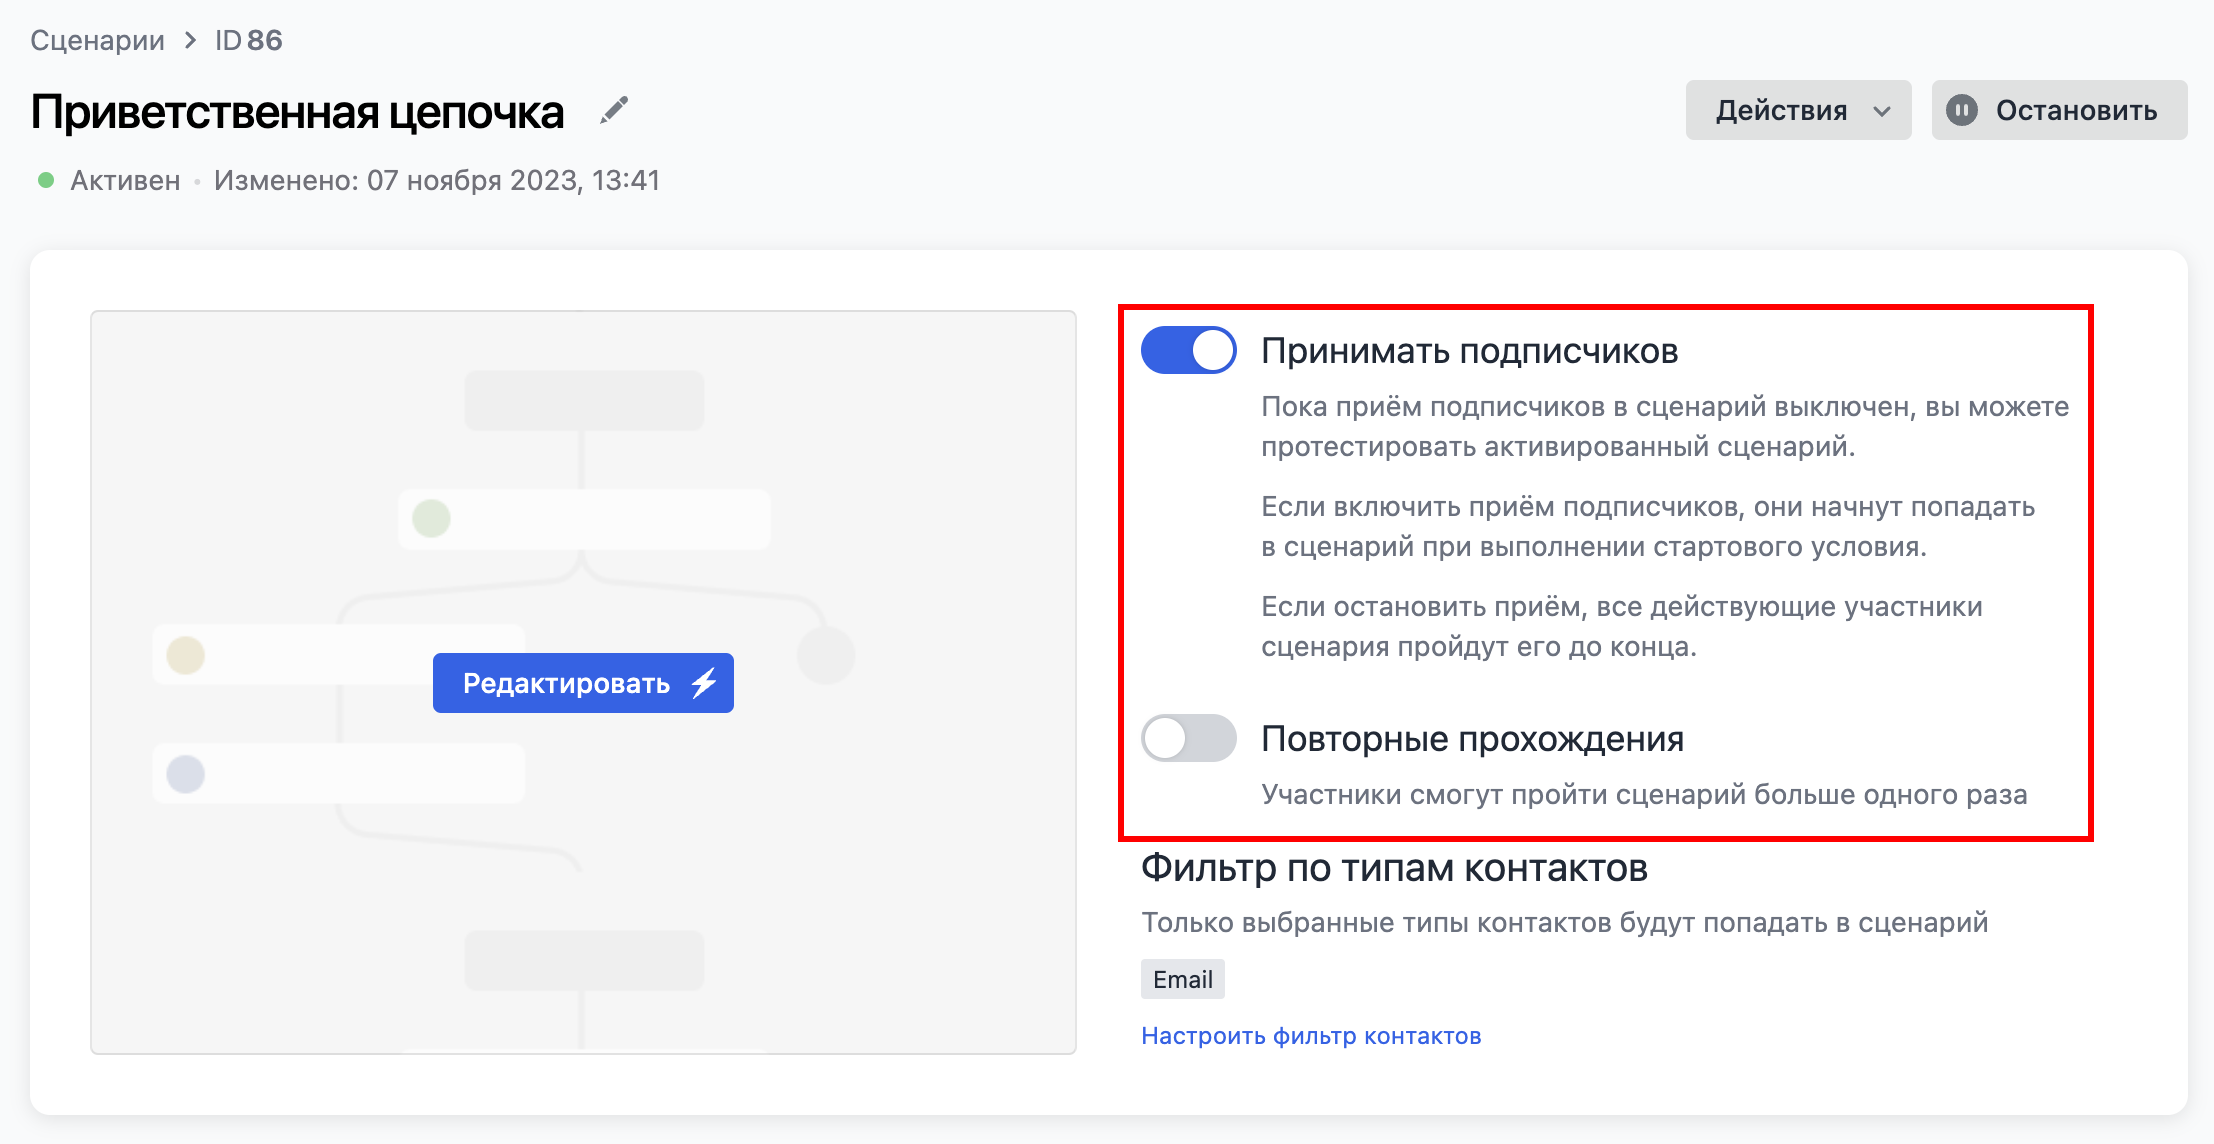 Сценарии > ID 86
Приветственная цепочка
Действия
Остановить
Активен • Изменено: 07 ноября 2023, 13:41
Редактировать
Принимать подписчиков
Пока приём подписчиков в сценарий выключен, вы можете
протестировать активированный сценарий.
Если включить приём подписчиков, они начнут попадать
в сценарий при выполнении стартового условия.
Если остановить приём, все действующие участники
сценария пройдут его до конца.
Повторные прохождения
Участники смогут пройти сценарий больше одного раза
Фильтр по типам контактов
Только выбранные типы контактов будут попадать в сценарий
Email
Настроить фильтр контактов